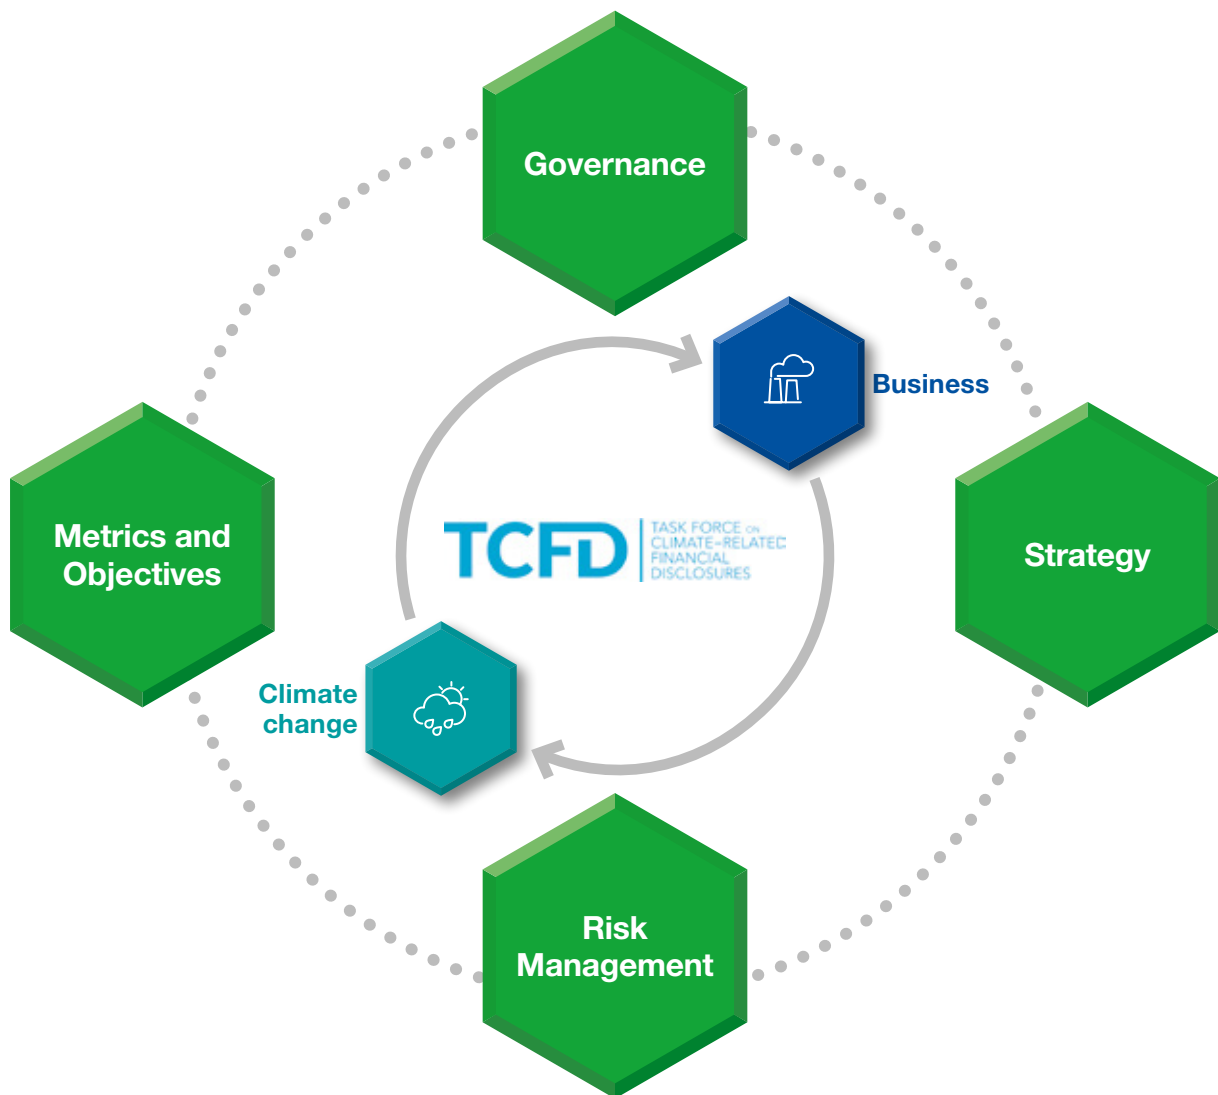 Governance
Business
Metrics and
Objectives
TCFD
TASK FORCE ON
CLIMATE-RELATED
FINANCIAL
DISCLOSURES
Strategy
Climate
change
Risk
Management